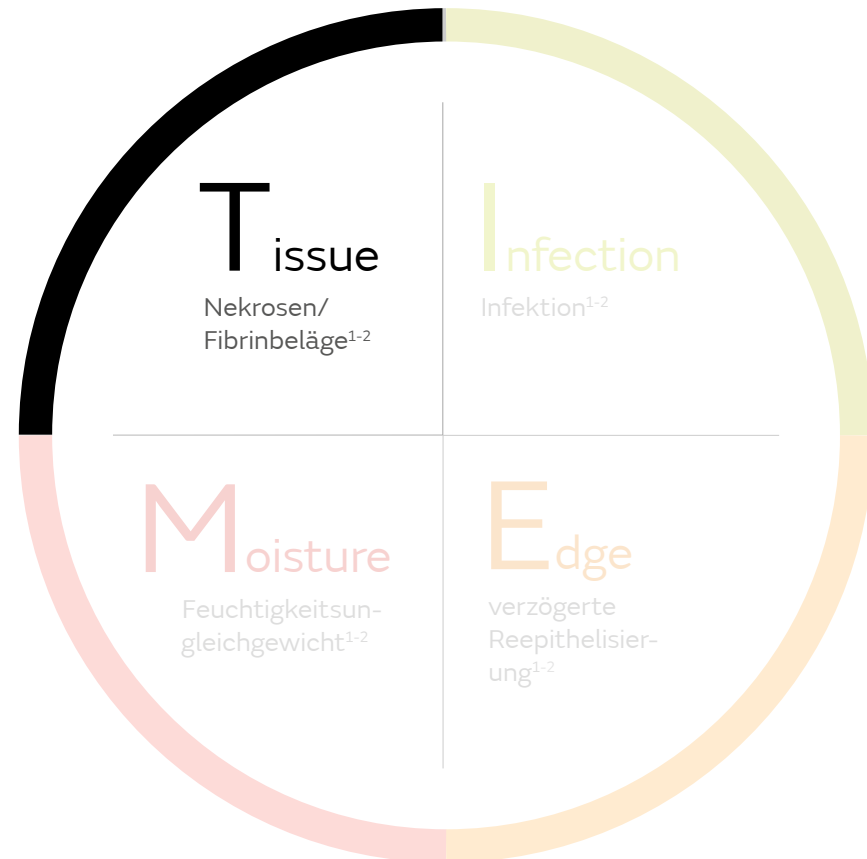 Tissue
Nekrosen/
Fibrinbeläge¹⁻²
Infection
Infektion¹⁻²
Moisture
Feuchtigkeitsun-
gleichgewicht¹⁻²
Edge
verzögerte
Reepithelisier-
ung¹⁻²